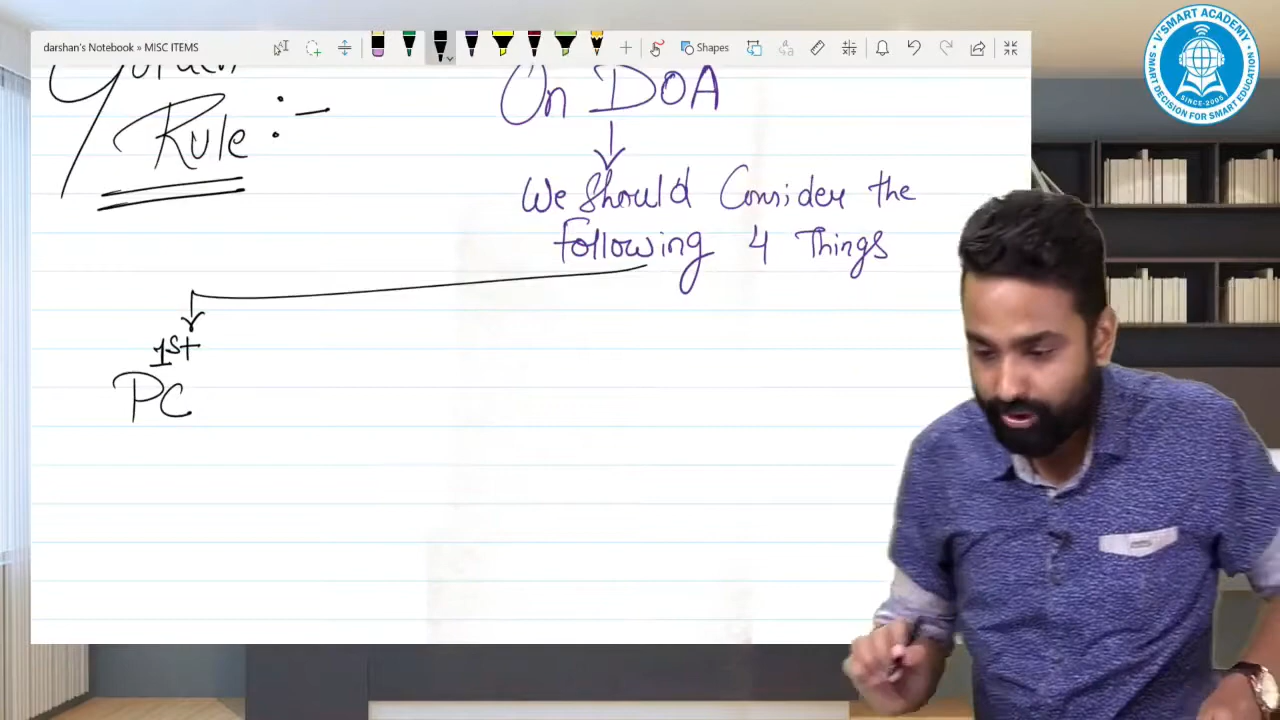 darshan's Notebook » MISC ITEMS
Shapes
V'SMART ACADEMY
SMART DECISION FOR SMART EDUCATION
SINCE-2005
Rule :-
On DOA
We Should Consider the
Following 4 Things
1st
PC